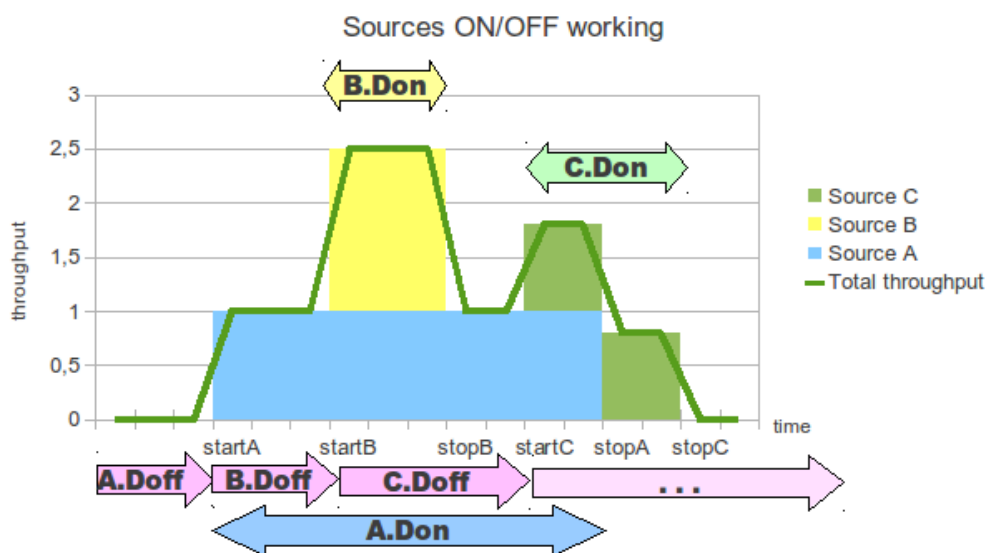 Sources ON/OFF working
B.Don
3
2,5
C.Don
2
Source C
Source B
1,5
Source A
throughput
Total throughput
1
0,5
0
time
startA startB stopB startC stopA stopC
A.Doff B.Doff C.Doff . . .
A.Don